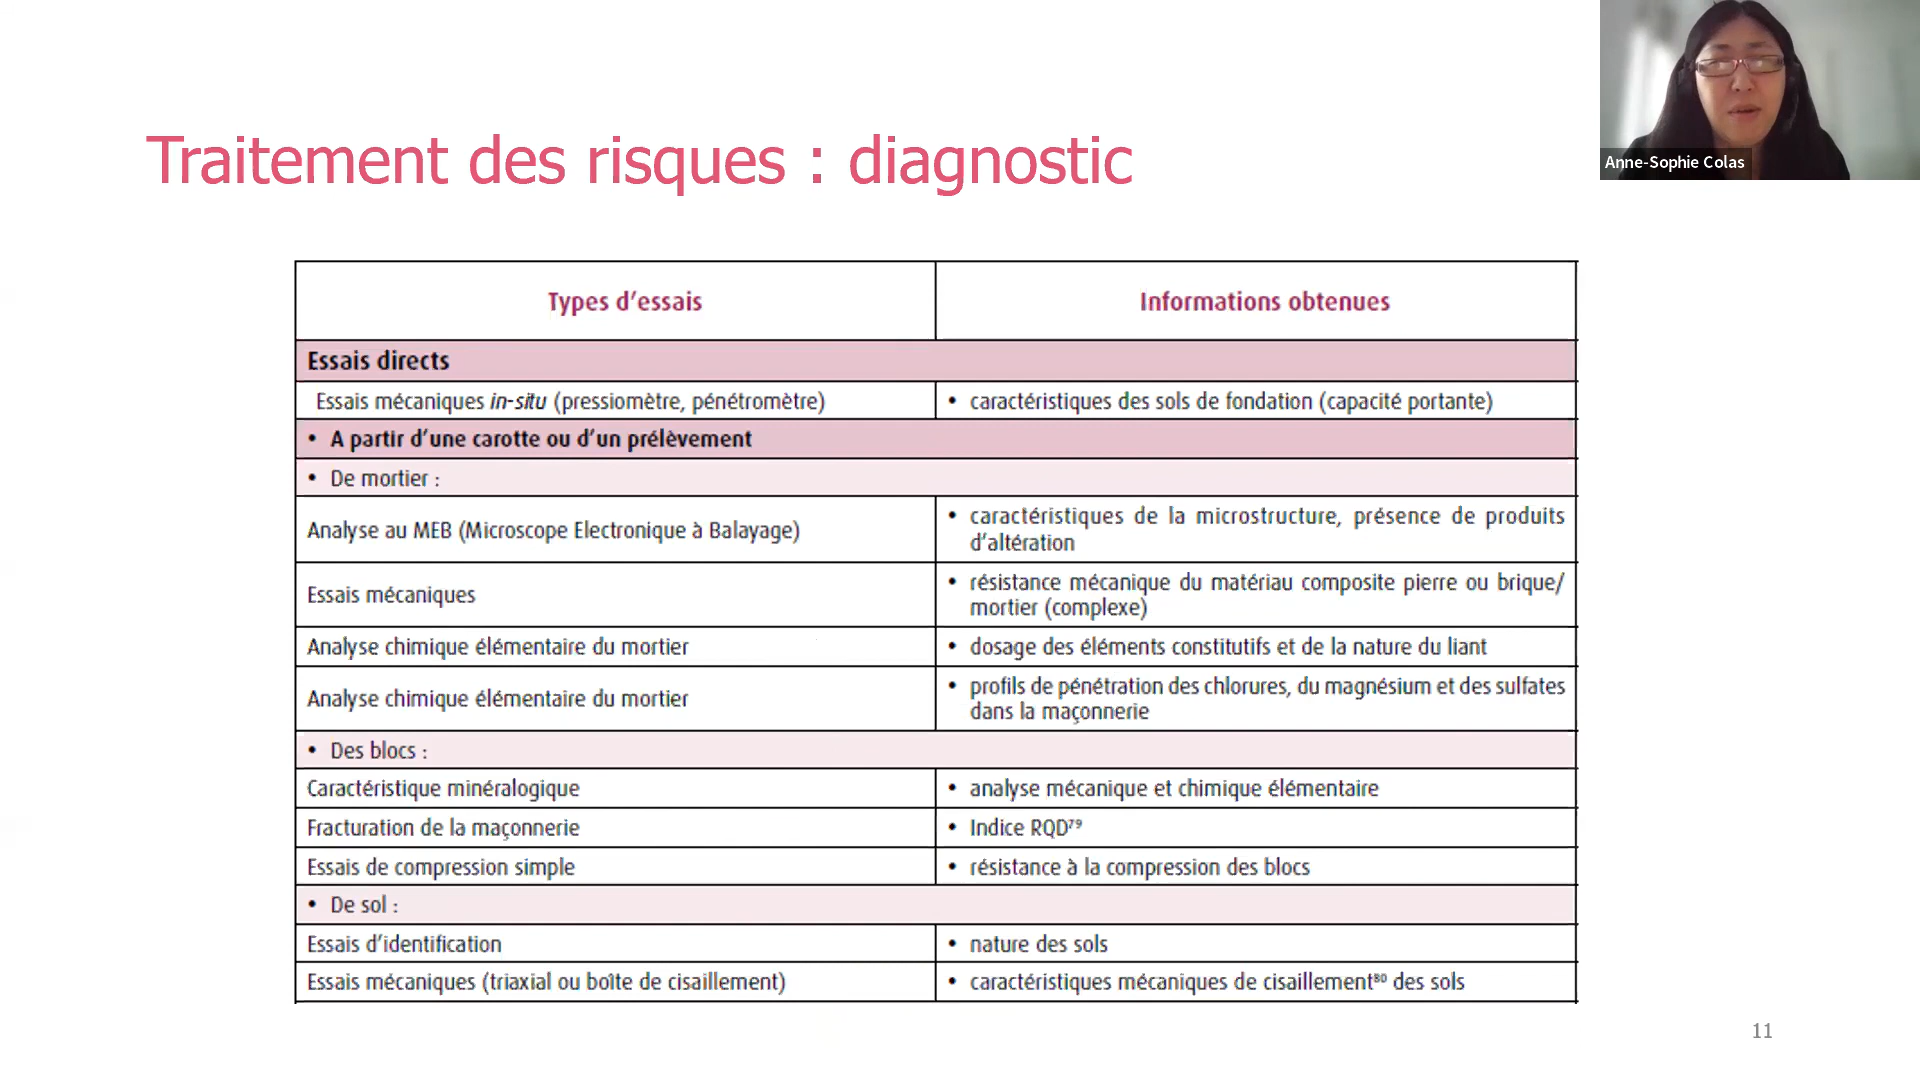 Anne-Sophie Colas
Traitement des risques : diagnostic
Types d'essais
Informations obtenues
Essais directs
Essais mécaniques in-situ (pressiomètre, pénétromètre)
• caractéristiques des sols de fondation (capacité portante)
• A partir d'une carotte ou d'un prélèvement
• De mortier :
Analyse au MEB (Microscope Electronique à Balayage)
• caractéristiques de la microstructure, présence de produits
d'altération
Essais mécaniques
• résistance mécanique du matériau composite pierre ou brique/
mortier (complexe)
Analyse chimique élémentaire du mortier
• dosage des éléments constitutifs et de la nature du liant
Analyse chimique élémentaire du mortier
• profils de pénétration des chlorures, du magnésium et des sulfates
dans la maçonnerie
• Des blocs :
Caractéristique minéralogique
• analyse mécanique et chimique élémentaire
Fracturation de la maçonnerie
• Indice RQD⁷⁹
Essais de compression simple
• résistance à la compression des blocs
• De sol :
Essais d'identification
• nature des sols
Essais mécaniques (triaxial ou boîte de cisaillement)
• caractéristiques mécaniques de cisaillement⁸⁰ des sols
11